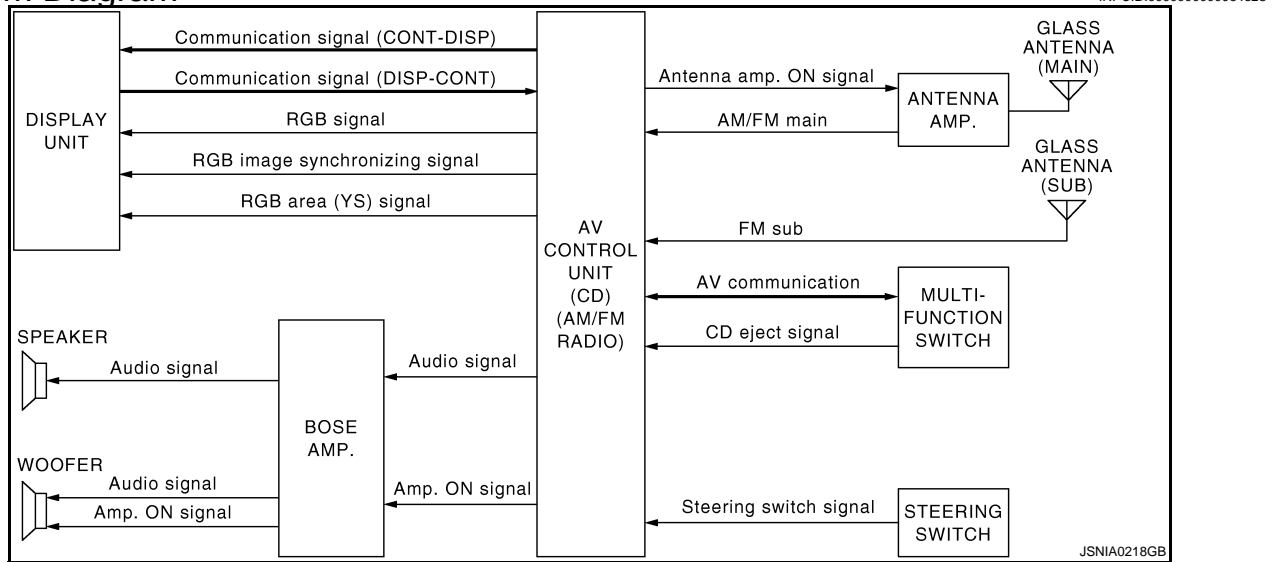 Communication signal (CONT-DISP)
Communication signal (DISP-CONT)
RGB signal
RGB image synchronizing signal
RGB area (YS) signal
DISPLAY
UNIT
SPEAKER
Audio signal
WOOFER
Audio signal
Amp. ON signal
BOSE
AMP.
Audio signal
Amp. ON signal
AV
CONTROL
UNIT
(CD)
(AM/FM
RADIO)
Antenna amp. ON signal
AM/FM main
ANTENNA
AMP.
GLASS
ANTENNA
(MAIN)
GLASS
ANTENNA
(SUB)
FM sub
AV communication
CD eject signal
MULTI-
FUNCTION
SWITCH
Steering switch signal
STEERING
SWITCH
JSNIA0218GB